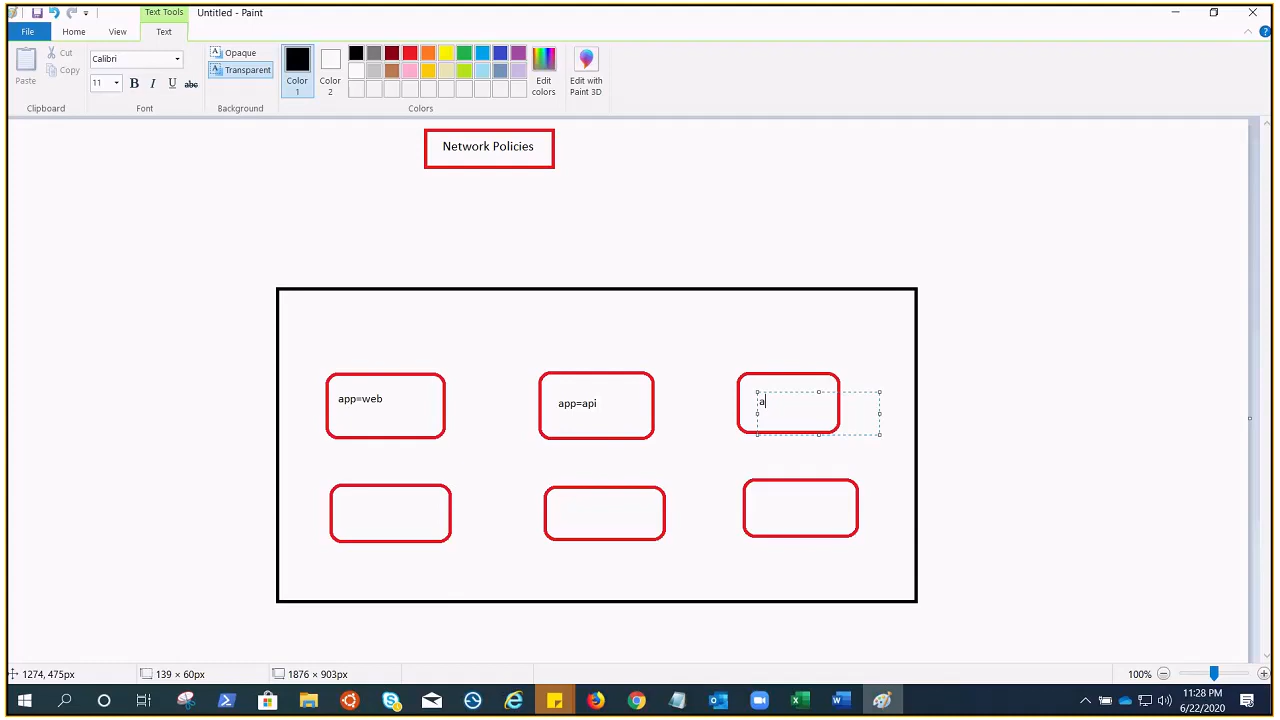 Text Tools
Untitled - Paint
File
Home
View
Text
Paste
Cut
Copy
Clipboard
Calibri
11
B
I
U
abc
Font
Opaque
Transparent
Background
Color
1
Color
2
Edit
colors
Colors
Edit with
Paint 3D
Network Policies
app=web
app=api
a
1274, 475px
139 × 60px
1876 × 903px
100%
11:28 PM
6/22/2020